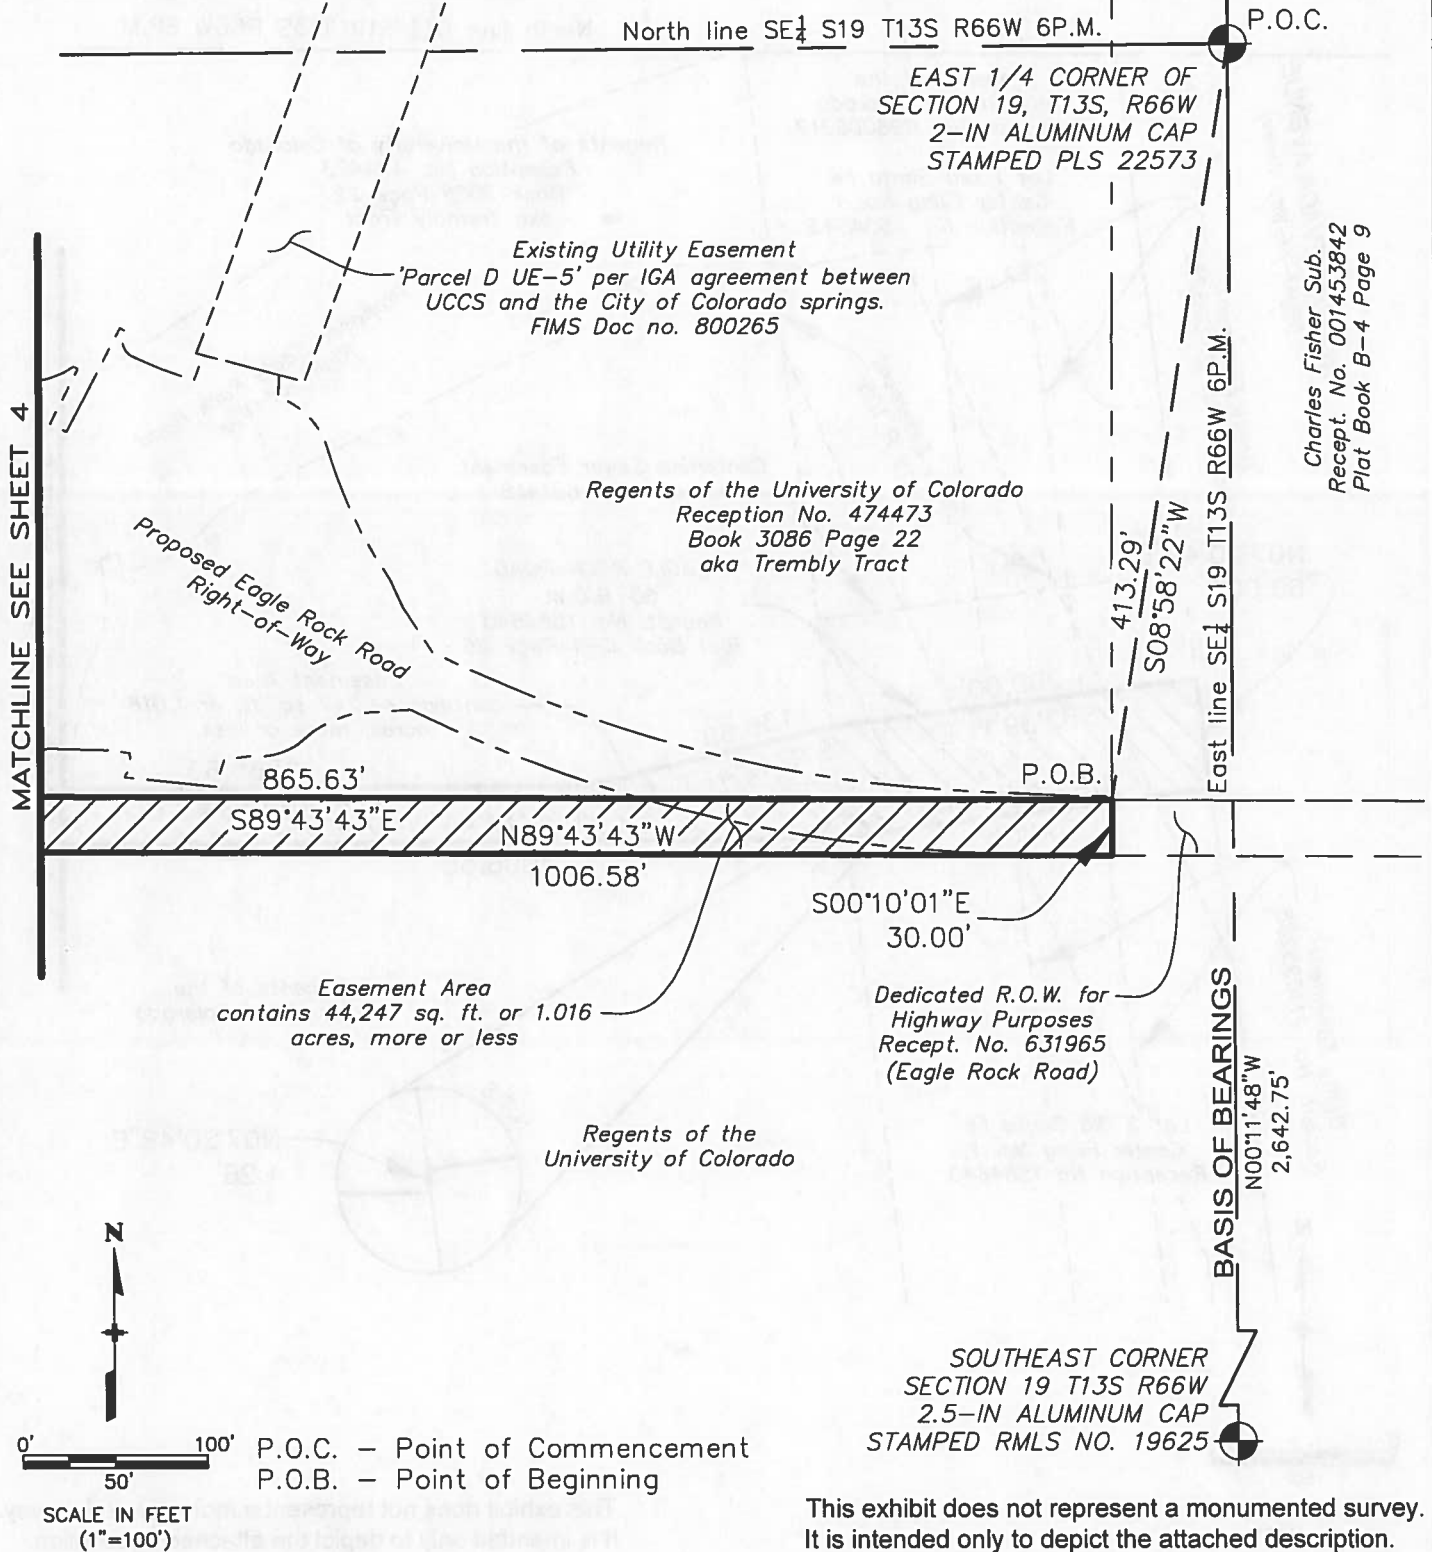 North line SE¼ S19 T13S R66W 6P.M.
P.O.C.
EAST 1/4 CORNER OF
SECTION 19, T13S, R66W
2-IN ALUMINUM CAP
STAMPED PLS 22573
Existing Utility Easement
'Parcel D UE-5' per IGA agreement between
UCCS and the City of Colorado springs.
FIMS Doc no. 800265
Charles Fisher Sub.
Recept. No. 001453842
Plat Book B-4 Page 9
MATCHLINE SEE SHEET 4
Regents of the University of Colorado
Reception No. 474473
Book 3086 Page 22
aka Trembly Tract
Proposed Eagle Rock Road
Right-of-Way
413.29'
S08°58'22"W
East line SE¼ S19 T13S R66W 6P.M.
P.O.B.
865.63'
S89°43'43"E
N89°43'43"W
1006.58'
S00°10'01"E
30.00'
Easement Area
contains 44,247 sq. ft. or 1.016
acres, more or less
Dedicated R.O.W. for
Highway Purposes
Recept. No. 631965
(Eagle Rock Road)
BASIS OF BEARINGS
N00°11'48"W
2,642.75'
Regents of the
University of Colorado
N
SOUTHEAST CORNER
SECTION 19 T13S R66W
2.5-IN ALUMINUM CAP
STAMPED RMLS NO. 19625
0' 100'
50'
SCALE IN FEET
(1"=100')
P.O.C. - Point of Commencement
P.O.B. - Point of Beginning
This exhibit does not represent a monumented survey.
It is intended only to depict the attached description.